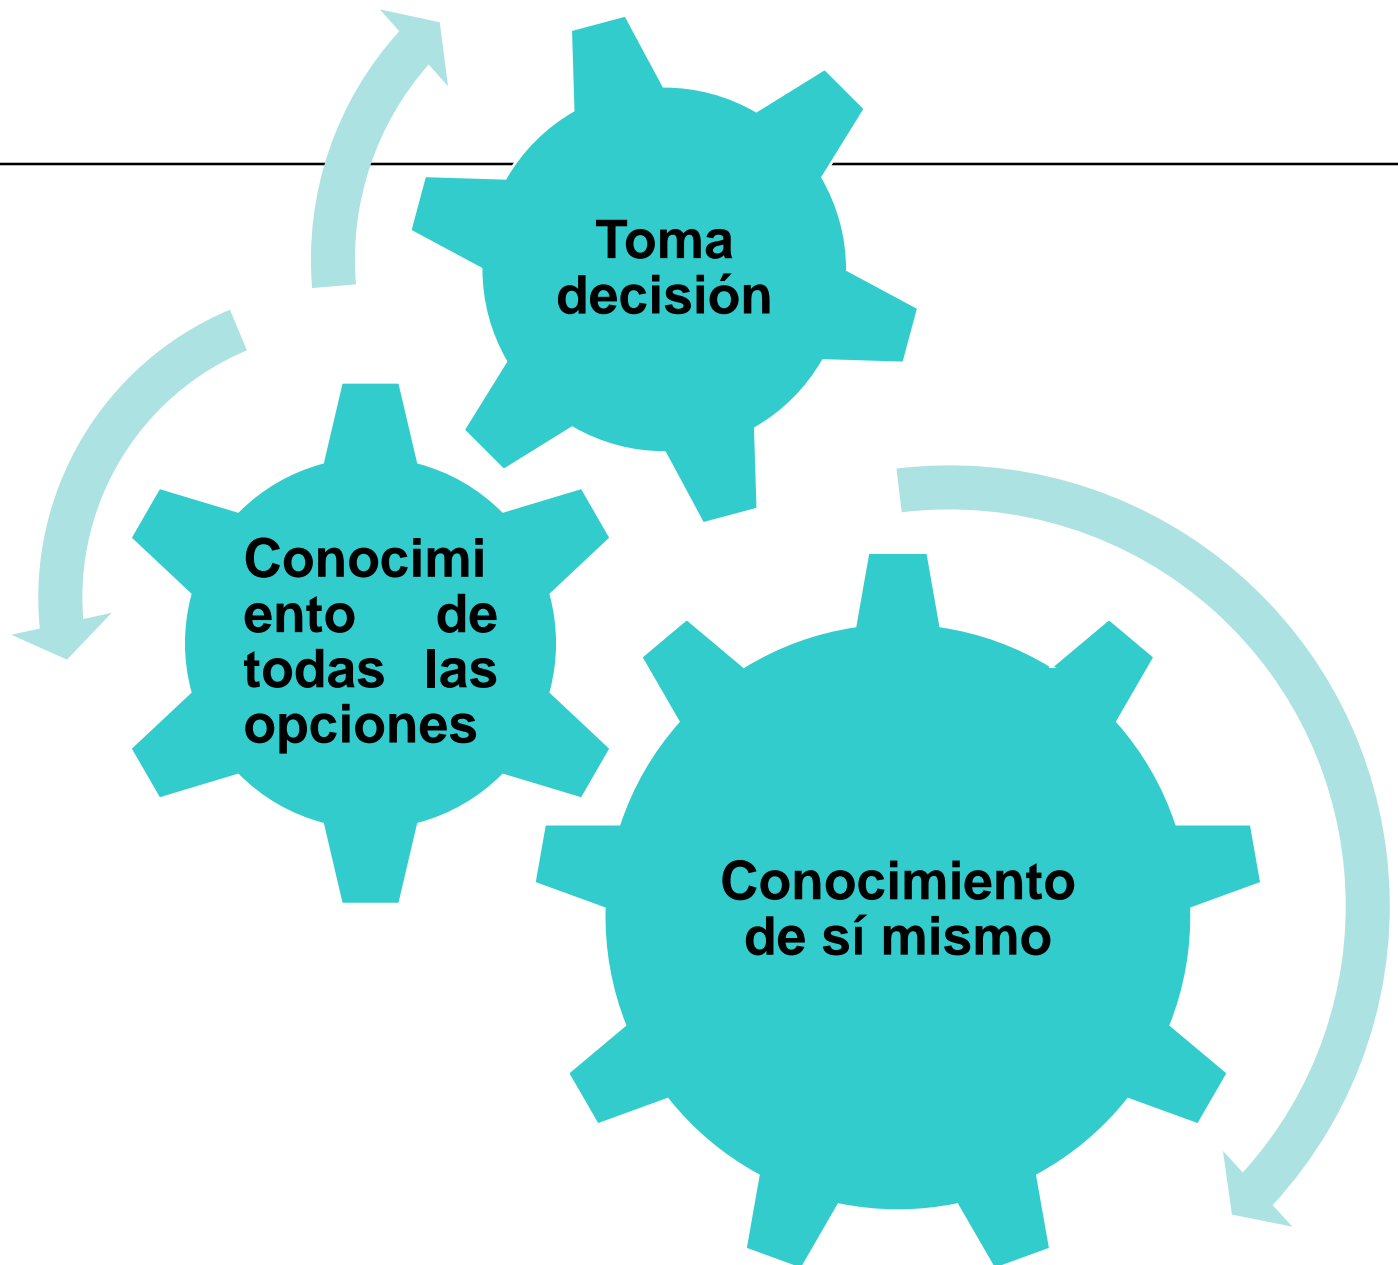 Toma
decisión
Conocimi
ento de
todas las
opciones
Conocimiento
de sí mismo